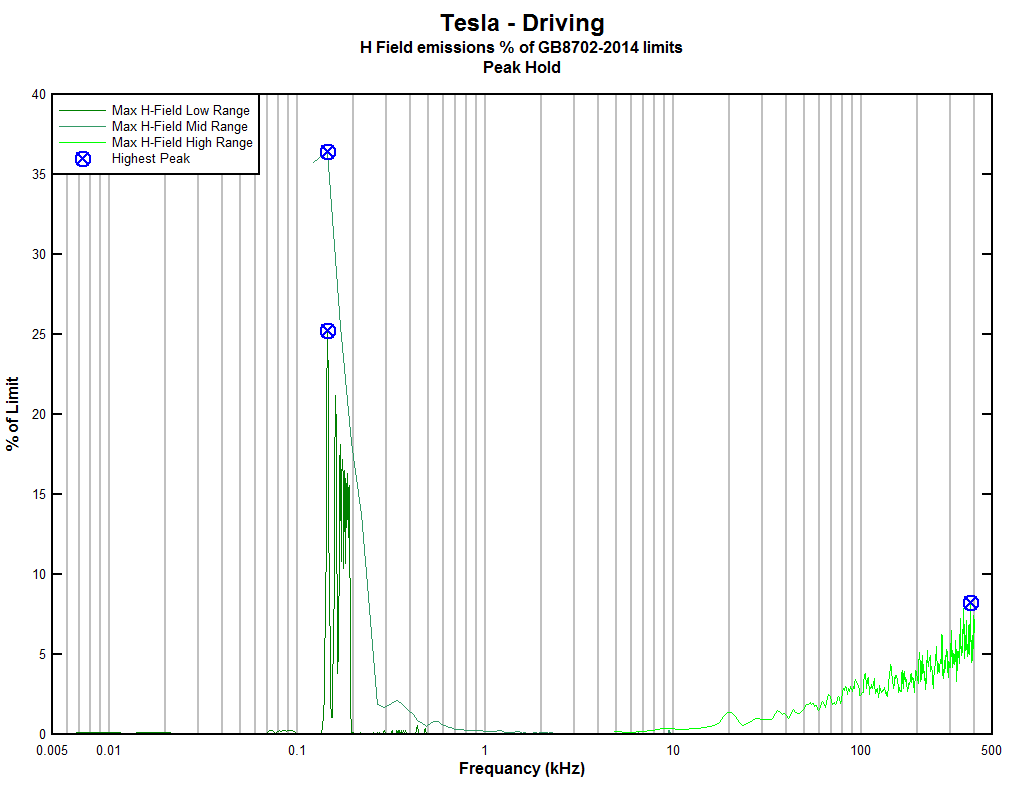 Tesla - Driving
H Field emissions % of GB8702-2014 limits
Peak Hold
40
Max H-Field Low Range
Max H-Field Mid Range
Max H-Field High Range
Highest Peak
35
30
25
20
15
10
5
0
% of Limit
0.005 0.01 0.1 1 10 100 500
Frequany (kHz)